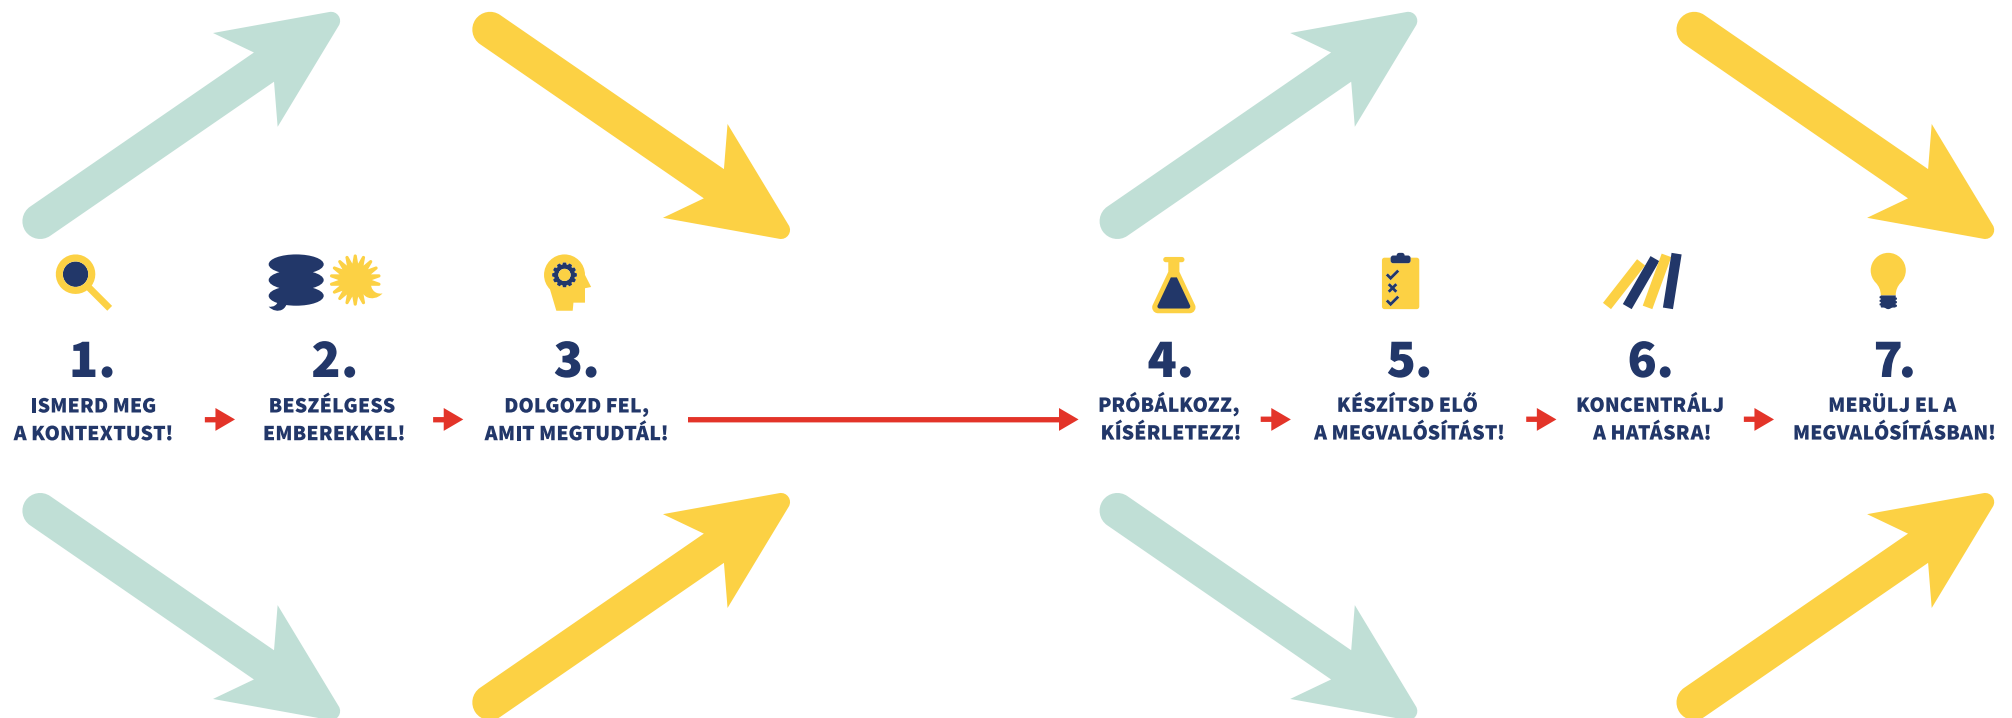 1.
ISMERD MEG
A KONTEXTUST!
2.
BESZÉLGESS
EMBEREKKEL!
3.
DOLGOZD FEL,
AMIT MEGTUDTÁL!
4.
PRÓBÁLKOZZ,
KÍSÉRLETEZZ!
5.
KÉSZÍTSD ELŐ
A MEGVALÓSÍTÁST!
6.
KONCENTRÁLJ
A HATÁSRA!
7.
MERÜLJ EL A
MEGVALÓSÍTÁSBAN!